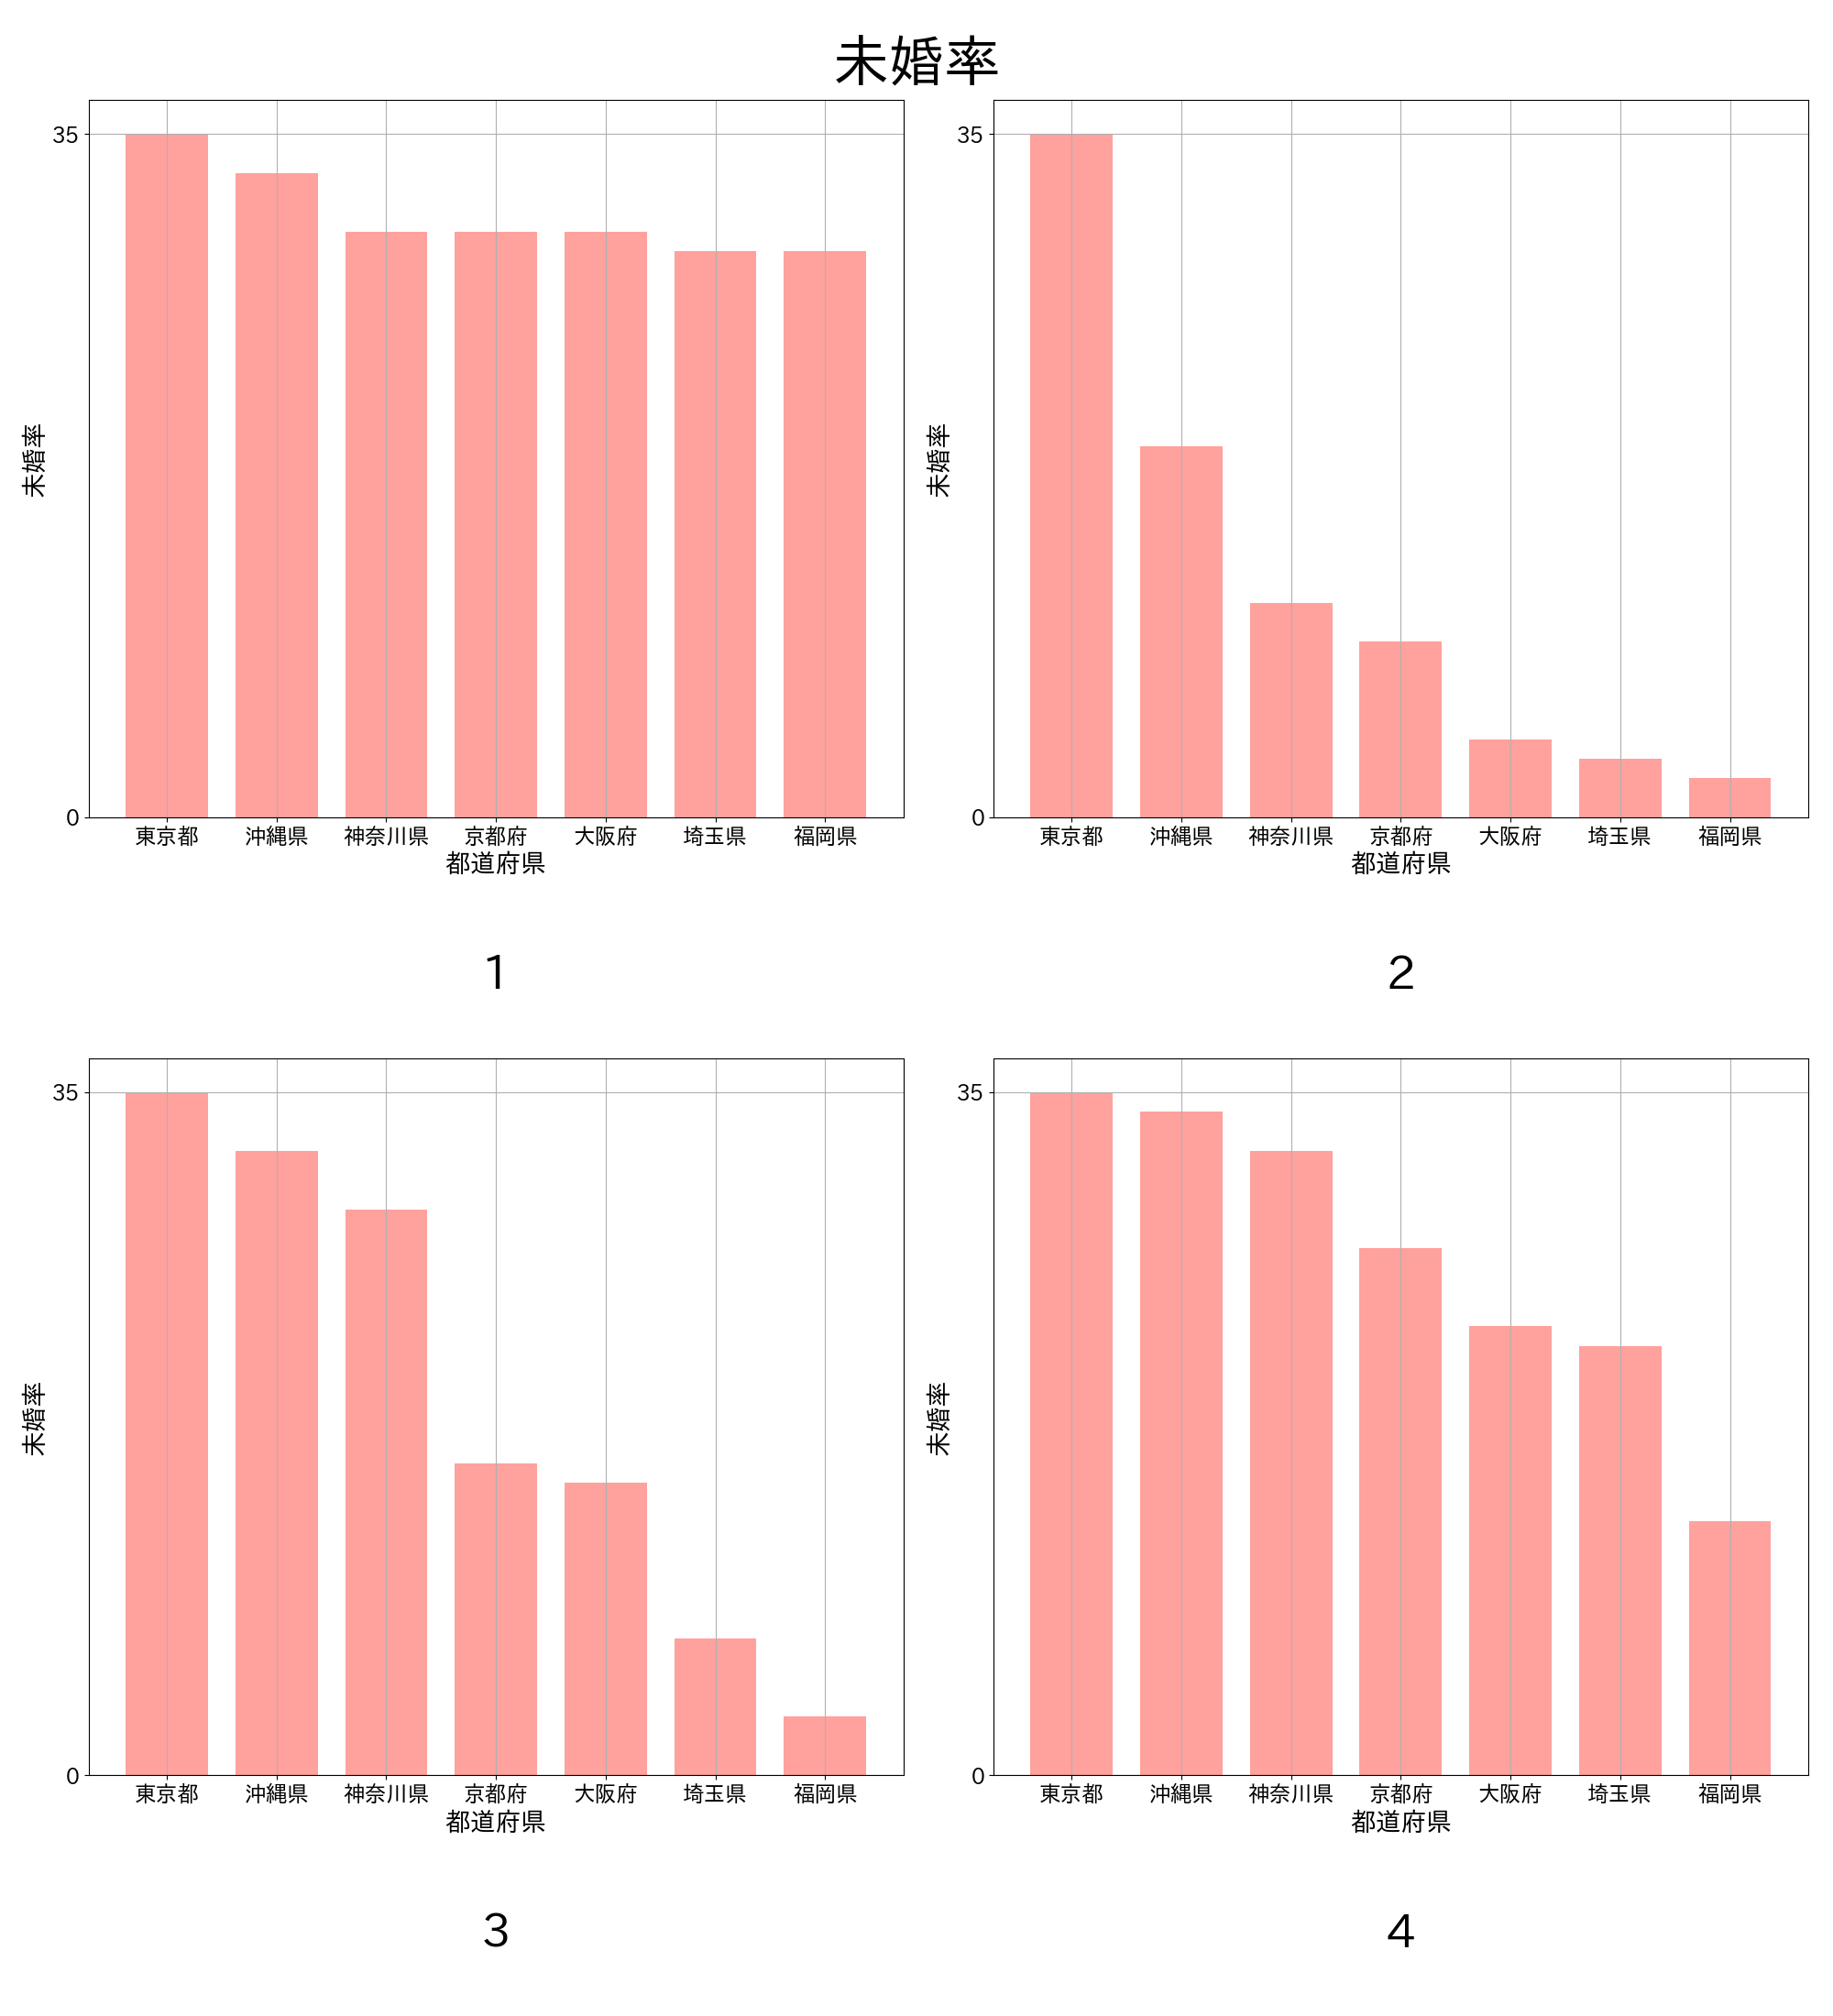 未婚率
35
0
未婚率
東京都 沖縄県 神奈川県 京都府 大阪府 埼玉県 福岡県
都道府県
1
35
0
未婚率
東京都 沖縄県 神奈川県 京都府 大阪府 埼玉県 福岡県
都道府県
2
35
0
未婚率
東京都 沖縄県 神奈川県 京都府 大阪府 埼玉県 福岡県
都道府県
3
35
0
未婚率
東京都 沖縄県 神奈川県 京都府 大阪府 埼玉県 福岡県
都道府県
4